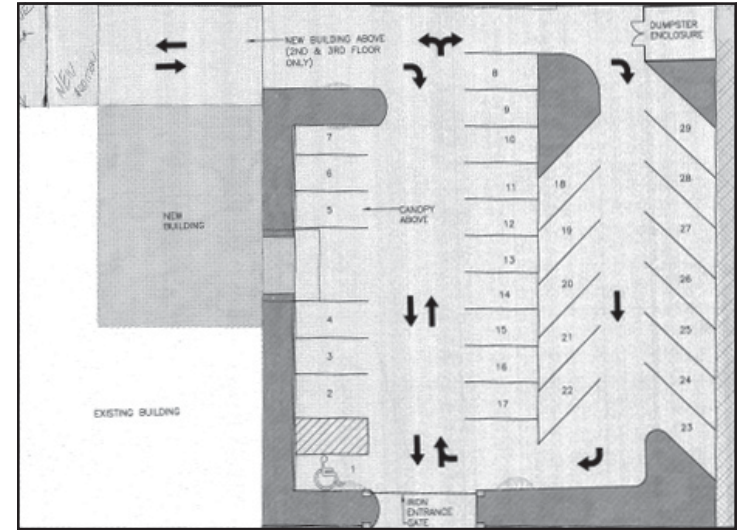 NEW BUILDING ABOVE
(2ND & 3RD FLOOR
ONLY)
DUMPSTER
ENCLOSURE
NEW
8
9
10
7
6
5
CANOPY
ABOVE
NEW
BUILDING
11
12
13
14
15
16
17
18
19
20
21
22
29
28
27
26
25
24
23
4
3
2
1
EXISTING BUILDING
IRON
ENTRANCE
GATE